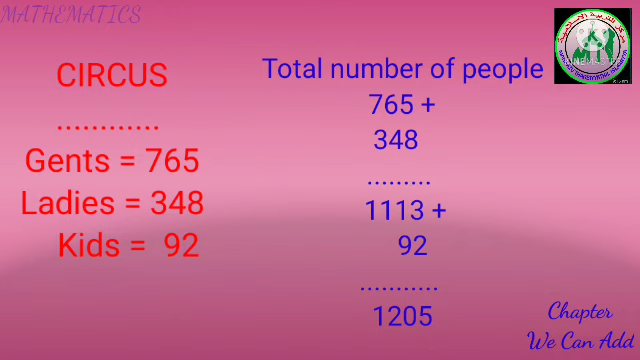 MATHEMATICS
CIRCUS
............
Gents = 765
Ladies = 348
Kids = 92
Total number of people
765 +
348
.........
1113 +
92
...........
1205
Chapter
We Can Add